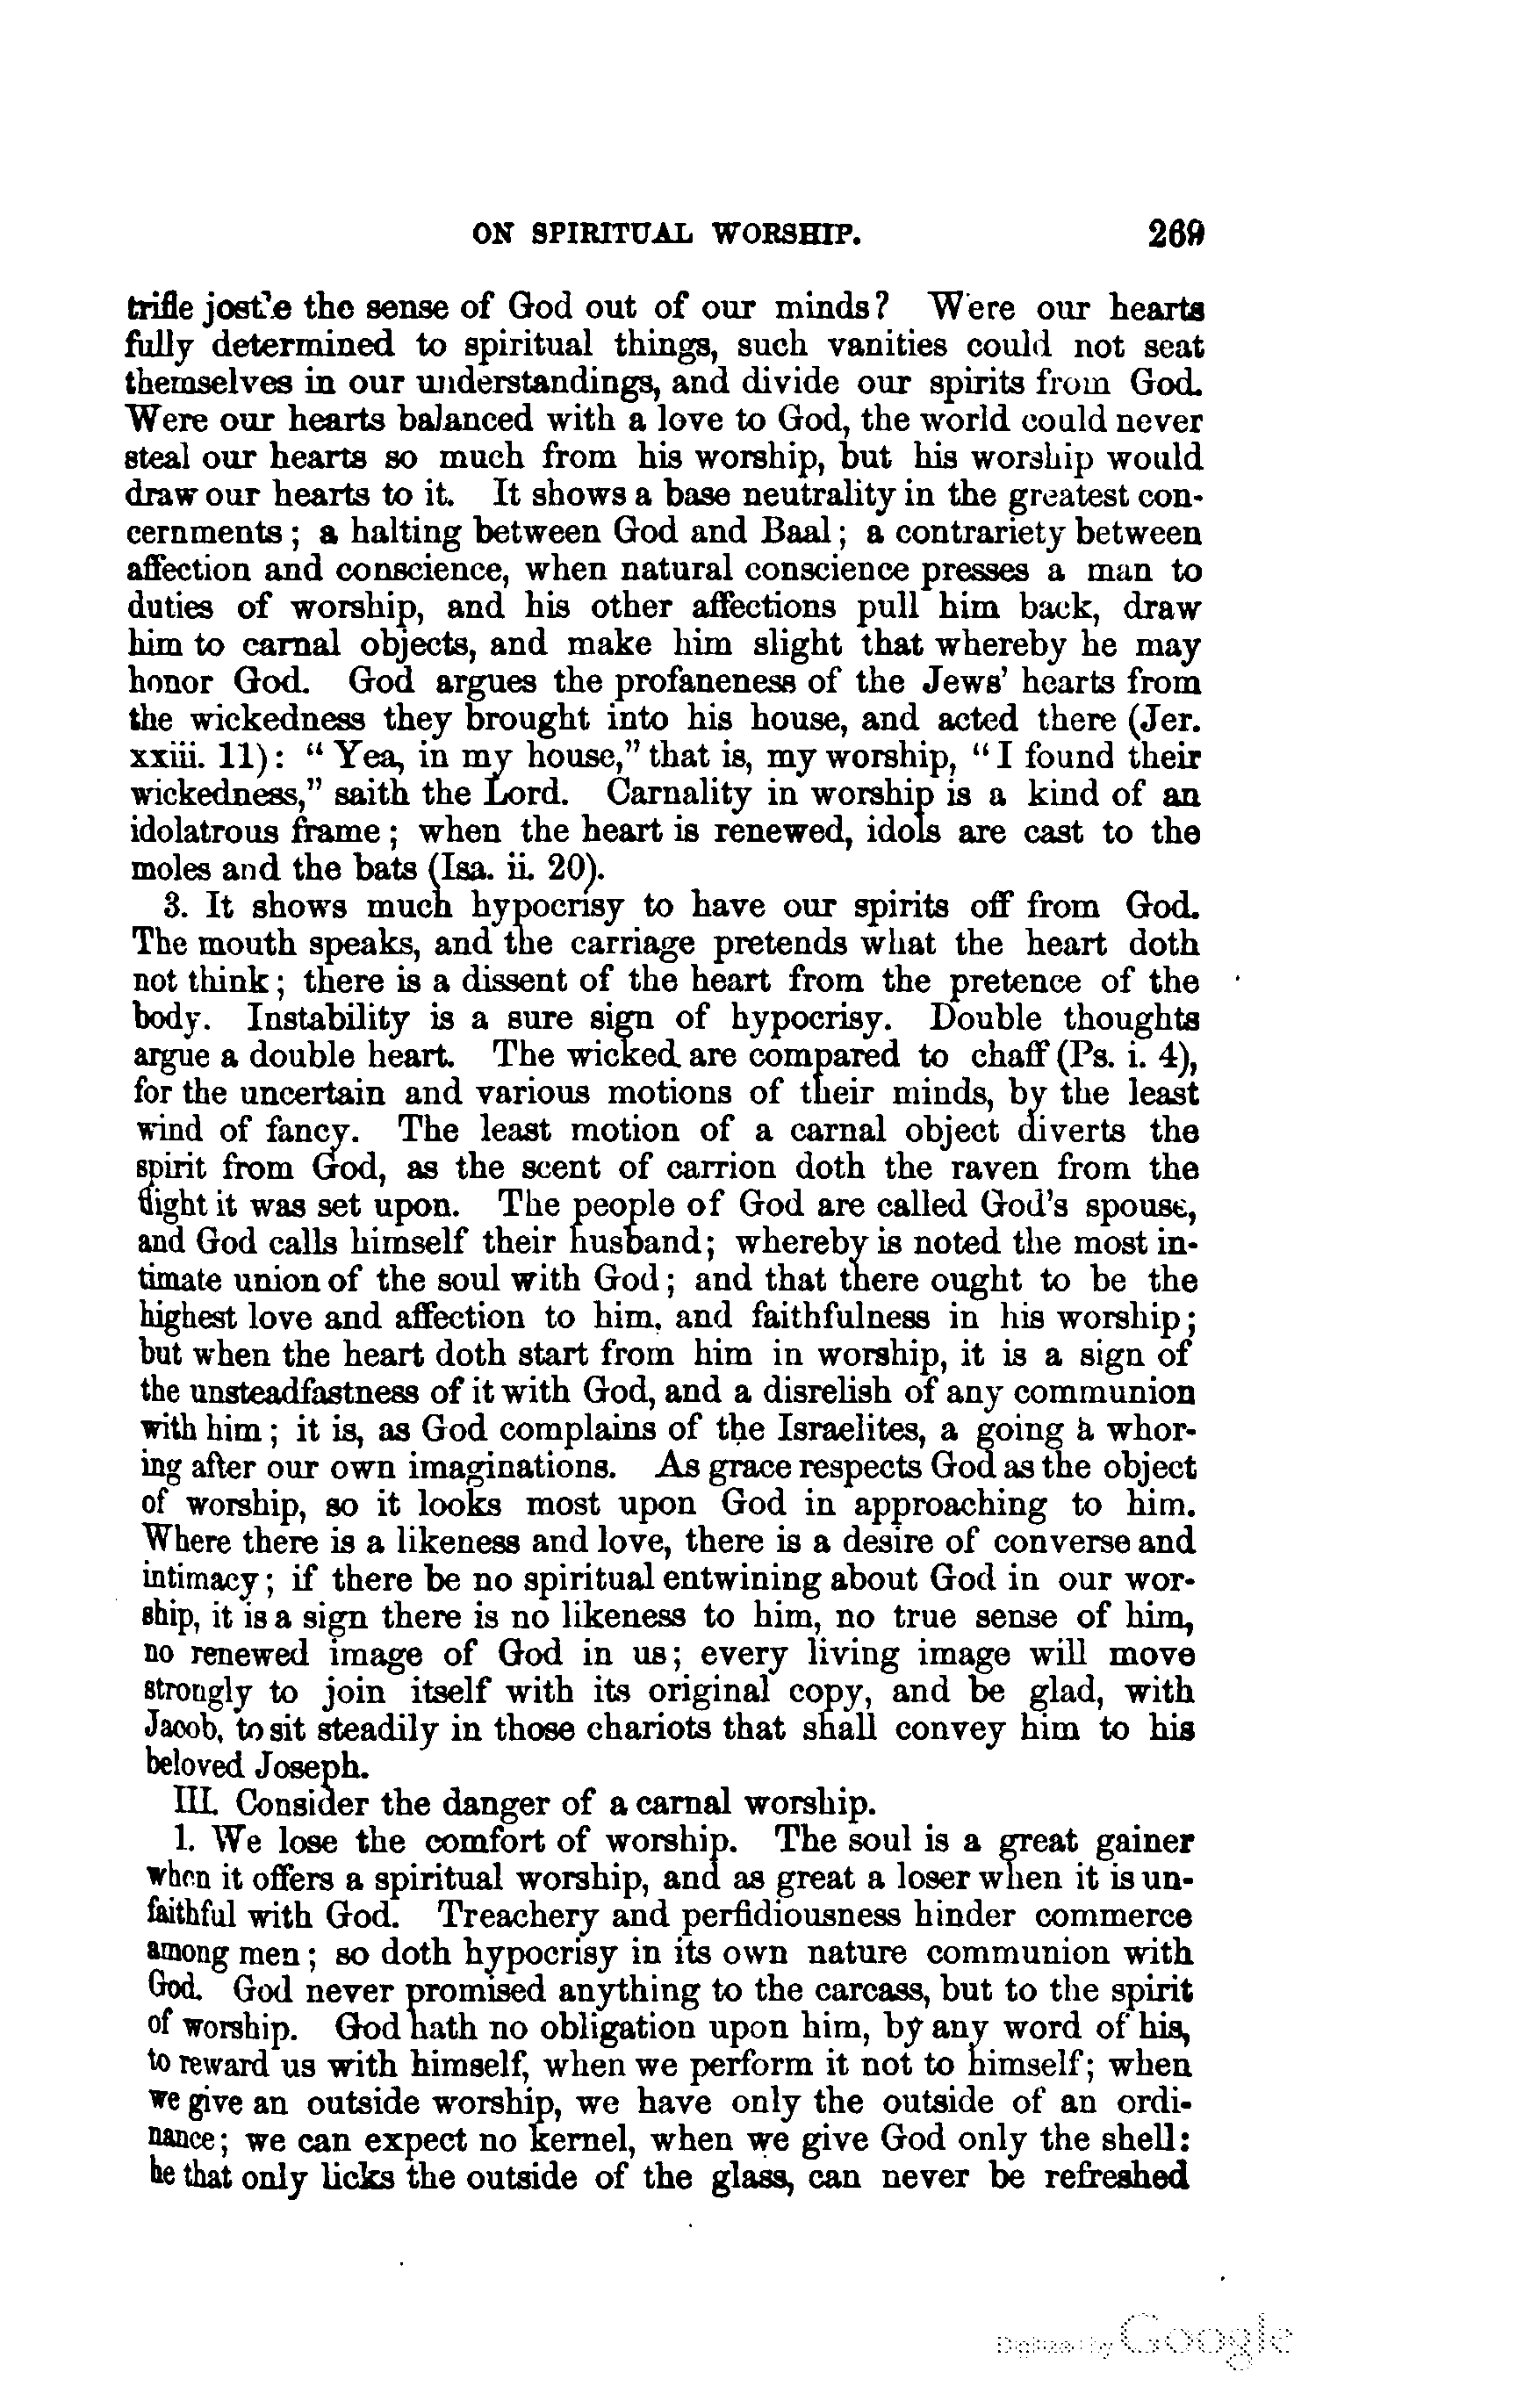 ON SPIRITUAL WORSHIP. 269
trifle jostle the sense of God out of our minds? Were our hearts
fully determined to spiritual things, such vanities could not seat
themselves in our understandings, and divide our spirits from God.
Were our hearts balanced with a love to God, the world could never
steal our hearts so much from his worship, but his worship would
draw our hearts to it. It shows a base neutrality in the greatest con-
cernments; a halting between God and Baal; a contrariety between
affection and conscience, when natural conscience presses a man to
duties of worship, and his other affections pull him back, draw
him to carnal objects, and make him slight that whereby he may
honor God. God argues the profaneness of the Jews' hearts from
the wickedness they brought into his house, and acted there (Jer.
xxiii. 11): "Yea, in my house," that is, my worship, "I found their
wickedness," saith the Lord. Carnality in worship is a kind of an
idolatrous frame; when the heart is renewed, idols are cast to the
moles and the bats (Isa. ii. 20).
3. It shows much hypocrisy to have our spirits off from God.
The mouth speaks, and the carriage pretends what the heart doth
not think; there is a dissent of the heart from the pretence of the
body. Instability is a sure sign of hypocrisy. Double thoughts
argue a double heart. The wicked are compared to chaff (Ps. i. 4),
for the uncertain and various motions of their minds, by the least
wind of fancy. The least motion of a carnal object diverts the
spirit from God, as the scent of carrion doth the raven from the
flight it was set upon. The people of God are called God's spouse,
and God calls himself their husband; whereby is noted the most in-
timate union of the soul with God; and that there ought to be the
highest love and affection to him, and faithfulness in his worship;
but when the heart doth start from him in worship, it is a sign of
the unsteadfastness of it with God, and a disrelish of any communion
with him; it is, as God complains of the Israelites, a going a whor-
ing after our own imaginations. As grace respects God as the object
of worship, so it looks most upon God in approaching to him.
Where there is a likeness and love, there is a desire of converse and
intimacy; if there be no spiritual entwining about God in our wor-
ship, it is a sign there is no likeness to him, no true sense of him,
no renewed image of God in us; every living image will move
strongly to join itself with its original copy, and be glad, with
Jacob, to sit steadily in those chariots that shall convey him to his
beloved Joseph.
III. Consider the danger of a carnal worship.
1. We lose the comfort of worship. The soul is a great gainer
when it offers a spiritual worship, and as great a loser when it is un-
faithful with God. Treachery and perfidiousness hinder commerce
among men; so doth hypocrisy in its own nature communion with
God. God never promised anything to the carcass, but to the spirit
of worship. God hath no obligation upon him, by any word of his,
to reward us with himself, when we perform it not to himself; when
we give an outside worship, we have only the outside of an ordi-
nance; we can expect no kernel, when we give God only the shell:
he that only licks the outside of the glass, can never be refreshed
Digitized by Google